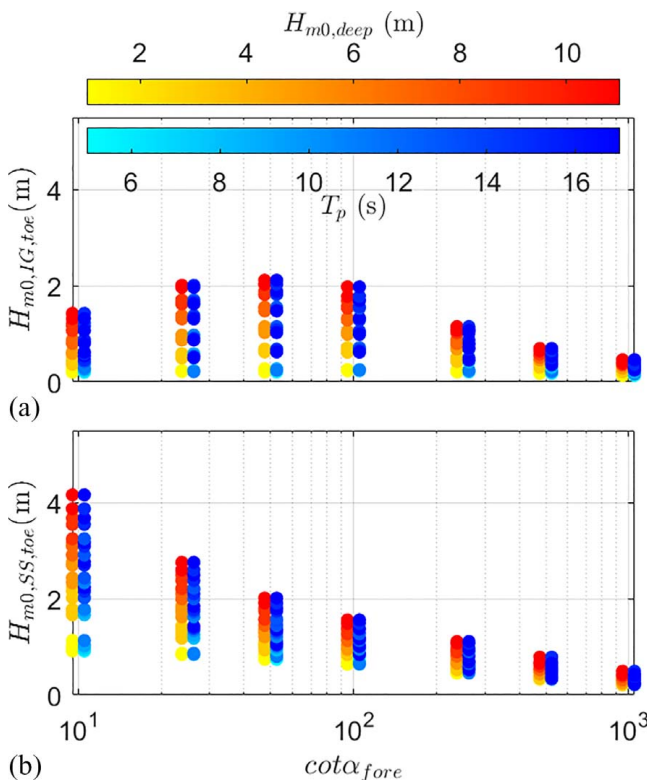 H_{m0,deep} (m)
2 4 6 8 10
6 8 10 12 14 16
T_p (s)
H_{m0,IG,toe}(m)
4
2
0
(a)
H_{m0,SS,toe}(m)
4
2
0
10^1 10^2 10^3
(b)
cotα_{fore}